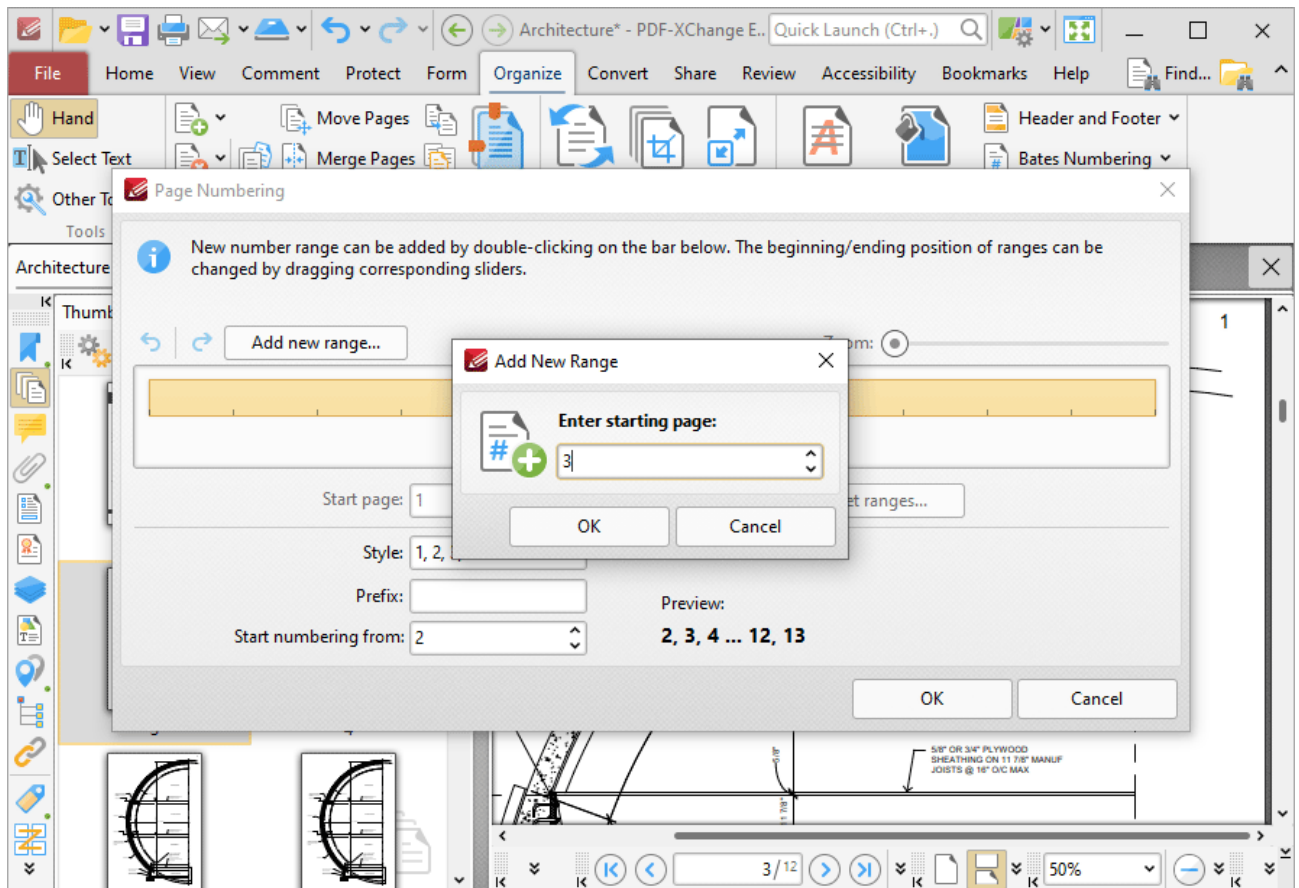 Architecture* - PDF-XChange E..
Quick Launch (Ctrl+.)
File Home View Comment Protect Form Organize Convert Share Review Accessibility Bookmarks Help Find...
Hand Move Pages Header and Footer
Select Text Merge Pages Bates Numbering
Tools
Page Numbering
New number range can be added by double-clicking on the bar below. The beginning/ending position of ranges can be
changed by dragging corresponding sliders.
Architecture
1
Add new range...
Add New Range
Enter starting page:
#
3
OK Cancel
Start page: 1
Style: 1, 2,
Prefix:
Preview:
Start numbering from: 2
2, 3, 4 ... 12, 13
OK Cancel
5/8" OR 3/4" PLYWOOD
SHEATHING ON 11 7/8" MANUF
JOISTS @ 16" O/C MAX
5/8"
11 7/8"
3 / 12
50%